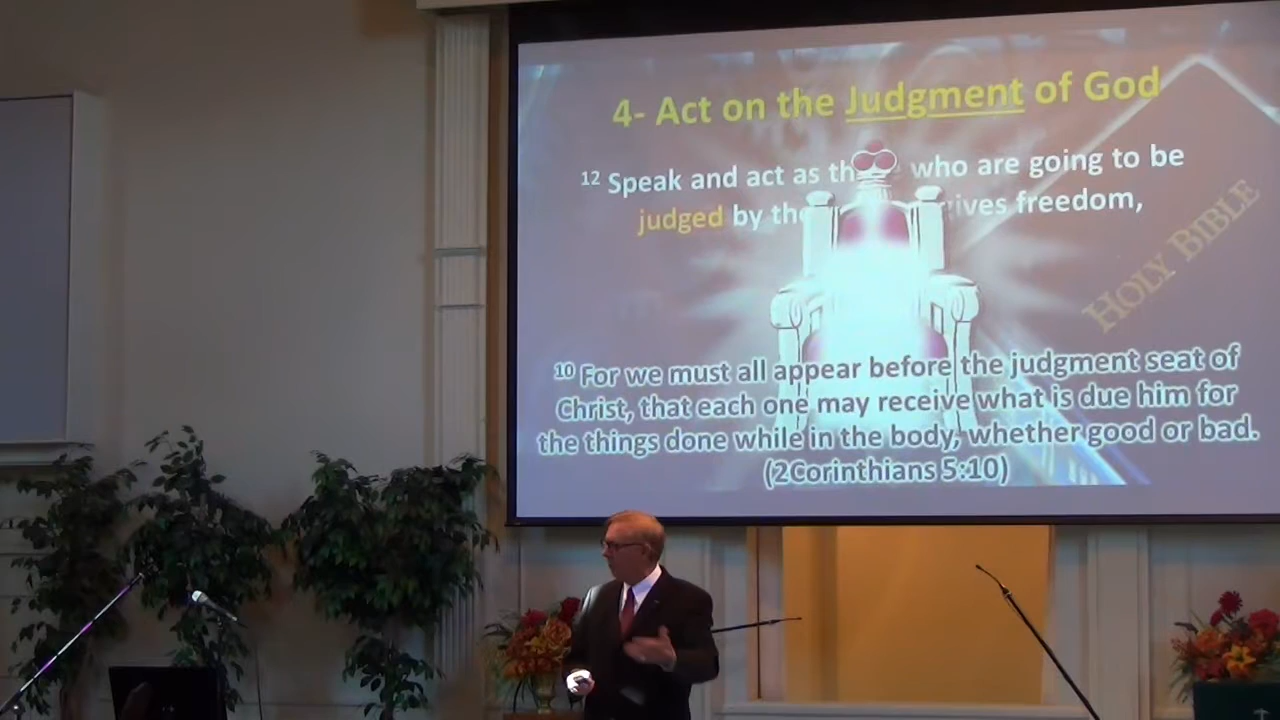 4- Act on the Judgment of God
12 Speak and act as who are going to be
judged by the freedom,
HOLY BIBLE
10 For we must all appear before the judgment seat of
Christ, that each one may receive what is due him for
the things done while in the body, whether good or bad.
(2Corinthians 5:10)